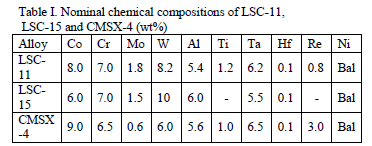 Table I. Nominal chemical compositions of LSC-11,
LSC-15 and CMSX-4 (wt%)
Alloy Co Cr Mo W Al Ti Ta Hf Re Ni
LSC-
11 8.0 7.0 1.8 8.2 5.4 1.2 6.2 0.1 0.8 Bal
LSC-
15 6.0 7.0 1.5 10 6.0 - 5.5 0.1 - Bal
CMSX
-4 9.0 6.5 0.6 6.0 5.6 1.0 6.5 0.1 3.0 Bal